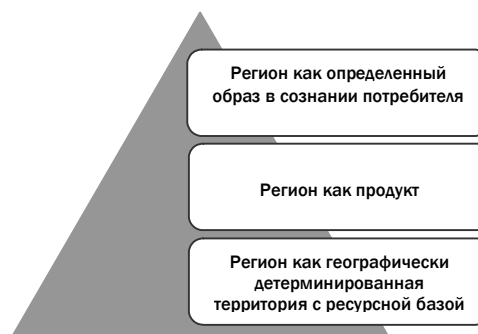 Регион как определенный
образ в сознании потребителя
Регион как продукт
Регион как географически
детерминированная
территория с ресурсной базой